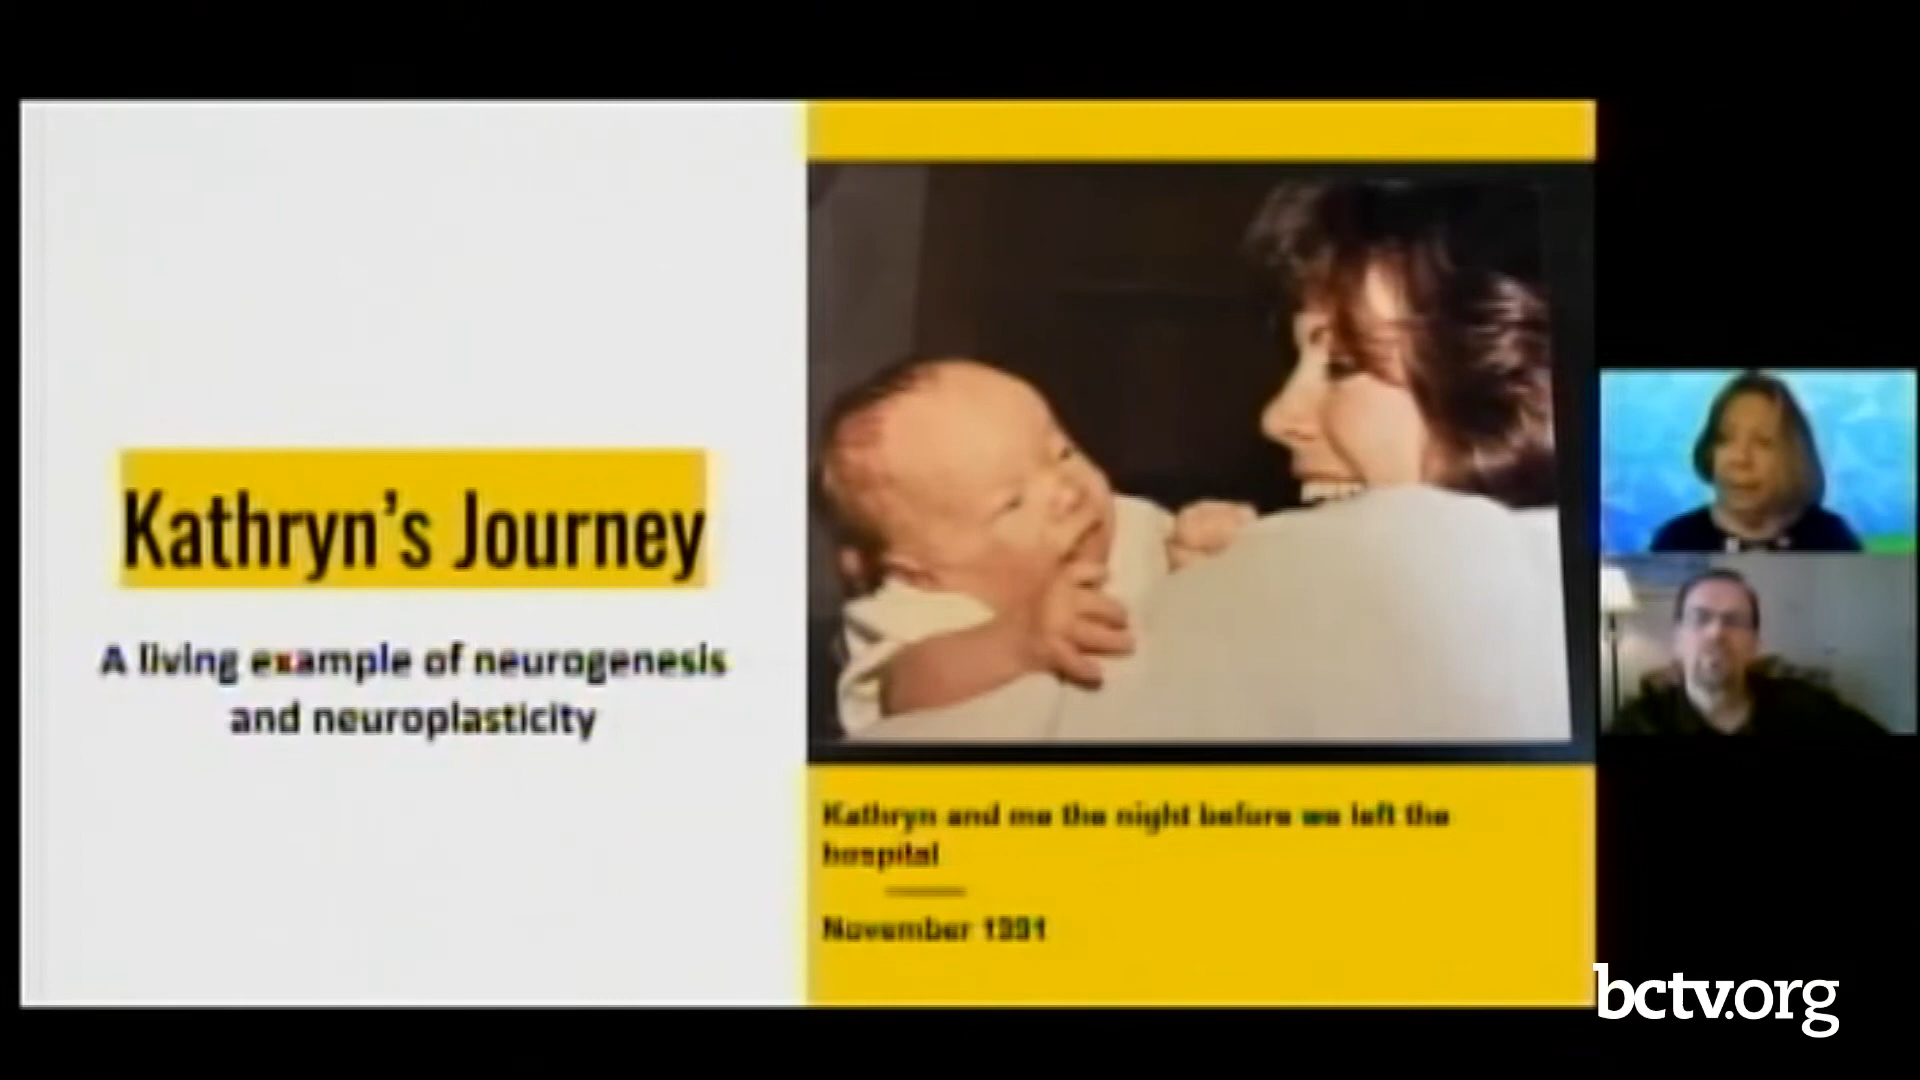 Kathryn's Journey
A living example of neurogenesis
and neuroplasticity
Kathryn and me the night before we left the
hospital
November 1991
bctv.org